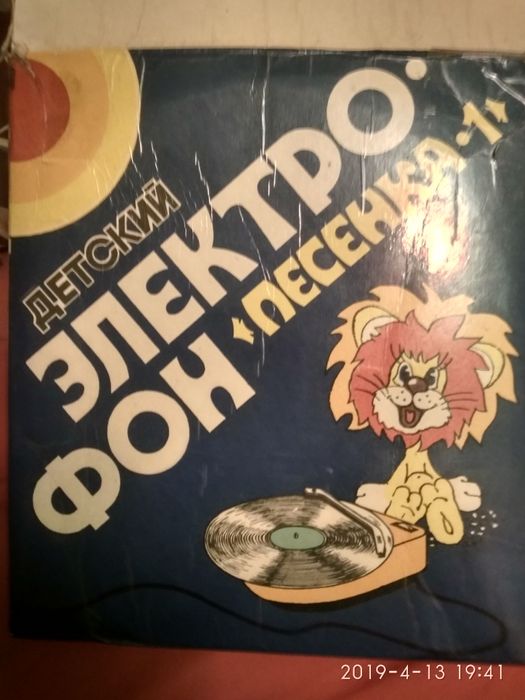 ДЕТСКИЙ
ЭЛЕКТРО·
ФОН
«ПЕСЕНКА-1»
2019-4-13 19:41